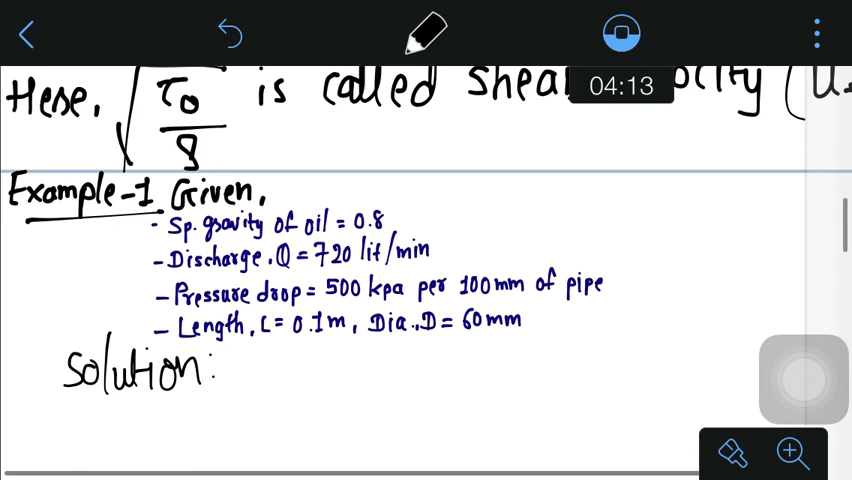 Here, √τ₀/ρ is called shear
04:13
Example-1 Given,
- Sp. gravity of oil = 0.8
- Discharge, Q = 720 lit/min
- Pressure drop = 500 kpa per 100mm of pipe
- Length, L = 0.1m, Dia., D = 60mm
Solution: